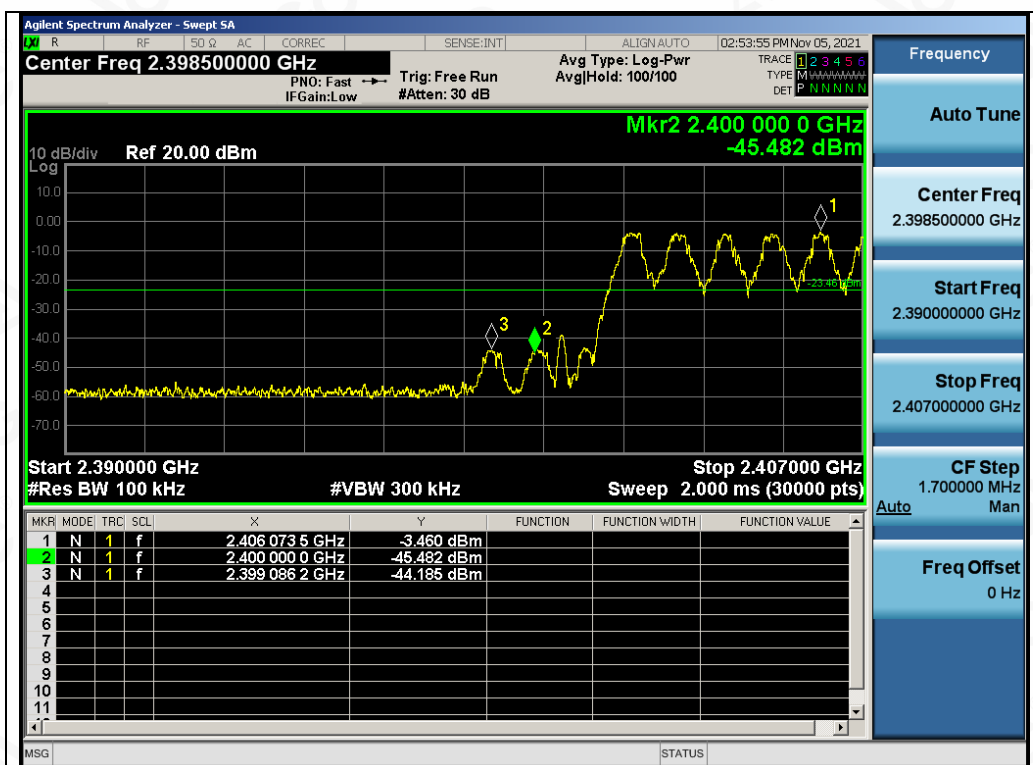 Agilent Spectrum Analyzer - Swept SA
LXI R RF 50 Ω AC CORREC SENSE:INT ALIGN AUTO 02:53:55 PM Nov 05, 2021
Center Freq 2.398500000 GHz
PNO: Fast
IFGain:Low
Trig: Free Run
#Atten: 30 dB
Avg Type: Log-Pwr
Avg|Hold: 100/100
TRACE 1 2 3 4 5 6
TYPE M WWWWW
DET P N N N N N
Mkr2 2.400 000 0 GHz
-45.482 dBm
10 dB/div Ref 20.00 dBm
Log
10.0
0.00
-10.0
-20.0
-30.0
-40.0
-50.0
-60.0
-70.0
1
-23.46 dBm
3
2
Start 2.390000 GHz Stop 2.407000 GHz
#Res BW 100 kHz #VBW 300 kHz Sweep 2.000 ms (30000 pts)
MKR MODE TRC SCL X Y FUNCTION FUNCTION WIDTH FUNCTION VALUE
1 N 1 f 2.406 073 5 GHz -3.460 dBm
2 N 1 f 2.400 000 0 GHz -45.482 dBm
3 N 1 f 2.399 086 2 GHz -44.185 dBm
4
5
6
7
8
9
10
11
MSG STATUS
Frequency
Auto Tune
Center Freq
2.398500000 GHz
Start Freq
2.390000000 GHz
Stop Freq
2.407000000 GHz
CF Step
1.700000 MHz
Auto Man
Freq Offset
0 Hz